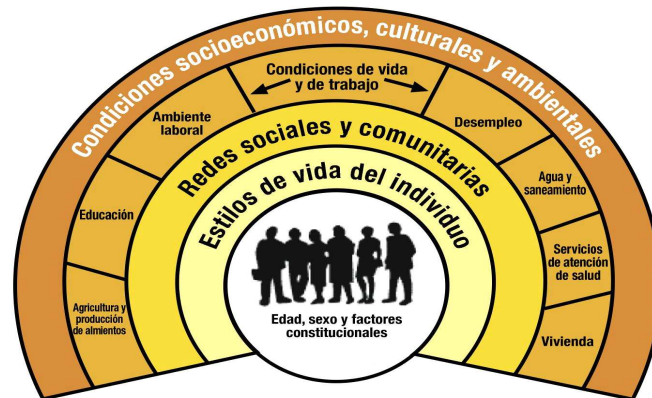 Condiciones socioeconómicos, culturales y ambientales
Condiciones de vida
y de trabajo
Ambiente
laboral
Desempleo
Educación
Agua y
saneamiento
Agricultura y
producción
de almientos
Servicios
de atención
de salud
Vivienda
Redes sociales y comunitarias
Estilos de vida del individuo
Edad, sexo y factores
constitucionales